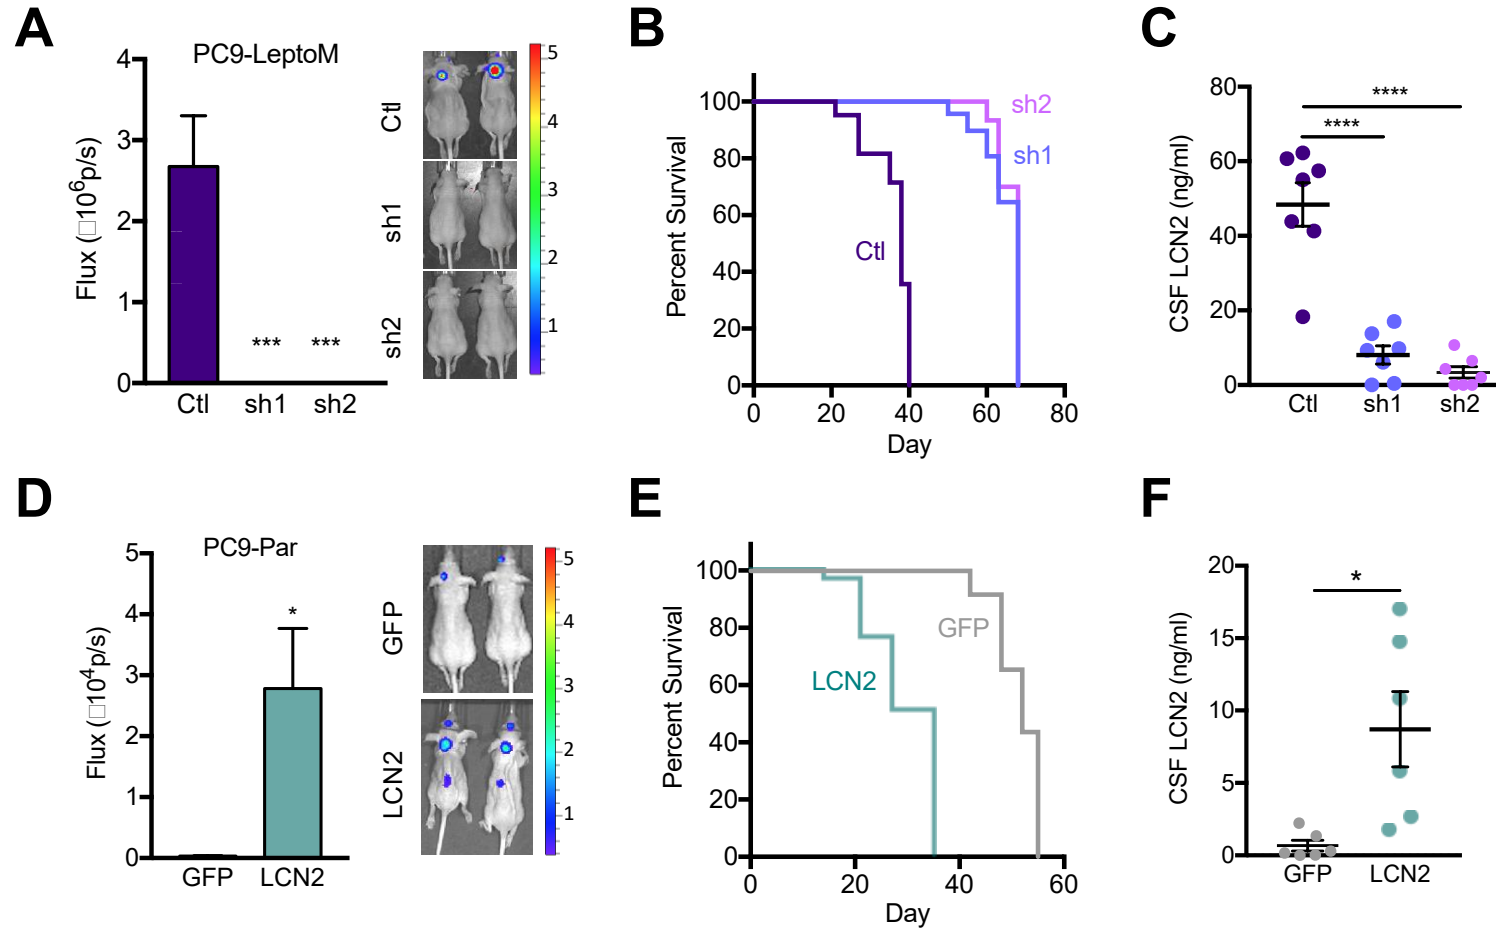 A
PC9-LeptoM
Flux (□10⁶p/s)
4
3
2
1
0
***
***
Ctl
sh1
sh2
Ctl
sh1
sh2
5
4
3
2
1
B
Percent Survival
100
80
60
40
20
0
sh2
sh1
Ctl
0
20
40
60
80
Day
C
CSF LCN2 (ng/ml)
80
60
40
20
0
****
****
Ctl
sh1
sh2
D
PC9-Par
Flux (□10⁴p/s)
5
4
3
2
1
0
*
GFP
LCN2
GFP
LCN2
5
4
3
2
1
E
Percent Survival
100
80
60
40
20
0
GFP
LCN2
0
20
40
60
Day
F
CSF LCN2 (ng/ml)
20
15
10
5
0
*
GFP
LCN2